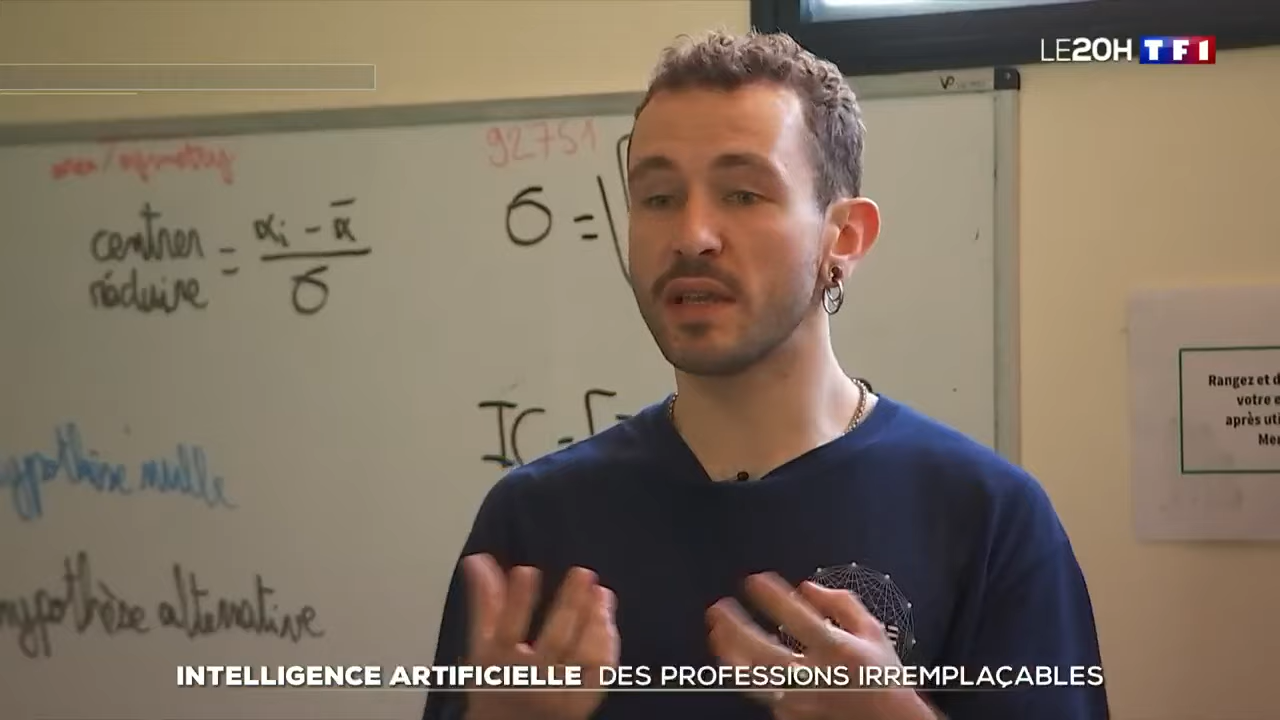 LE20H TF1
92751
centrer
réduire
= xᵢ - x̄
σ
σ =
IC = [
hypothèse nulle
hypothèse alternative
Rangez et d
votre e
après uti
Mer
INTELLIGENCE ARTIFICIELLE DES PROFESSIONS IRREMPLAÇABLES